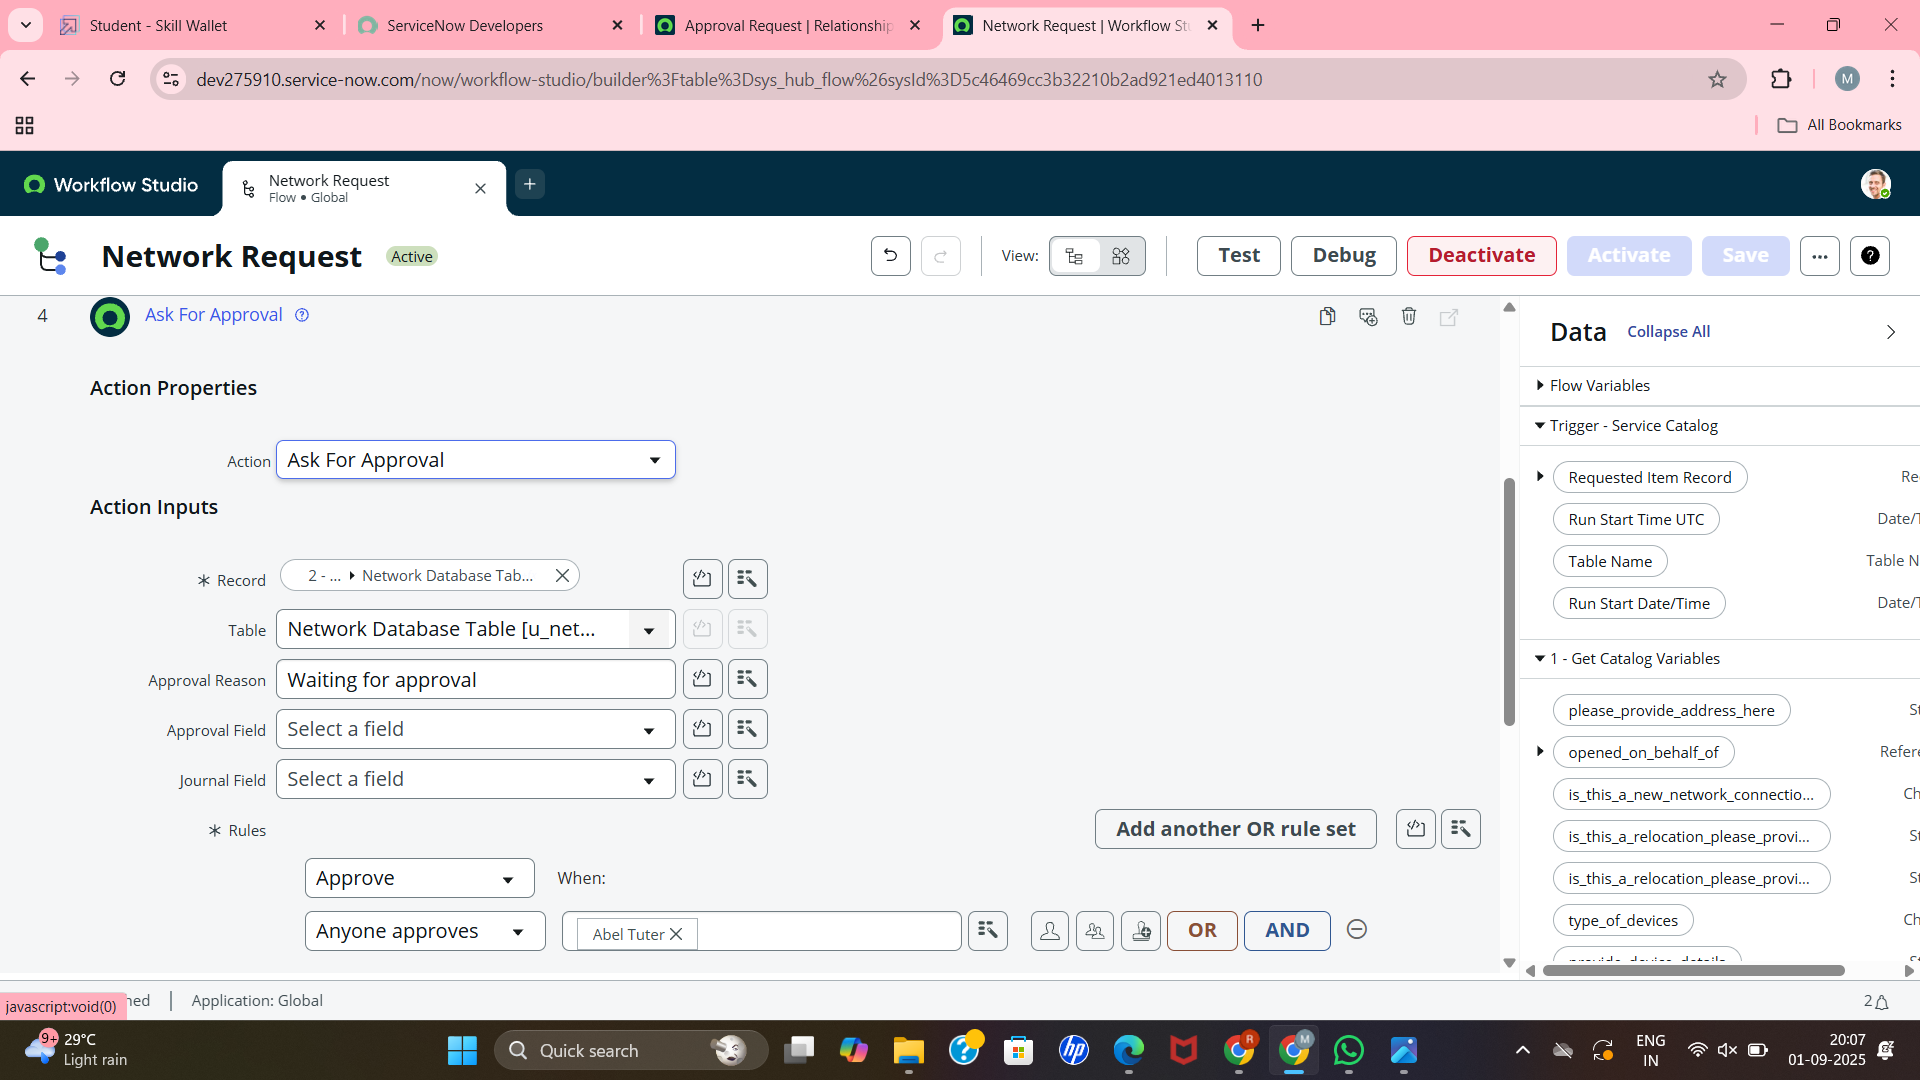 Student - Skill Wallet
ServiceNow Developers
Approval Request | Relationship
Network Request | Workflow St
dev275910.service-now.com/now/workflow-studio/builder%3Ftable%3Dsys_hub_flow%26sysId%3D5c46469cc3b32210b2ad921ed4013110
M
All Bookmarks
Workflow Studio
Network Request
Flow • Global
Network Request
Active
View:
Test
Debug
Deactivate
Activate
Save
4
Ask For Approval
Action Properties
Action
Ask For Approval
Action Inputs
Record
2 - ...
Network Database Tab...
Table
Network Database Table [u_net...
Approval Reason
Waiting for approval
Approval Field
Select a field
Journal Field
Select a field
Rules
Add another OR rule set
Approve
When:
Anyone approves
Abel Tuter
OR
AND
Data
Collapse All
Flow Variables
Trigger - Service Catalog
Requested Item Record
Re
Run Start Time UTC
Date/T
Table Name
Table N
Run Start Date/Time
Date/T
1 - Get Catalog Variables
please_provide_address_here
St
opened_on_behalf_of
Refere
is_this_a_new_network_connectio...
Ch
is_this_a_relocation_please_provi...
St
is_this_a_relocation_please_provi...
St
type_of_devices
Ch
provide_device_details
javascript:void(0)
ned
Application: Global
2
9+
29°C
Light rain
Quick search
R
M
ENG
IN
20:07
01-09-2025